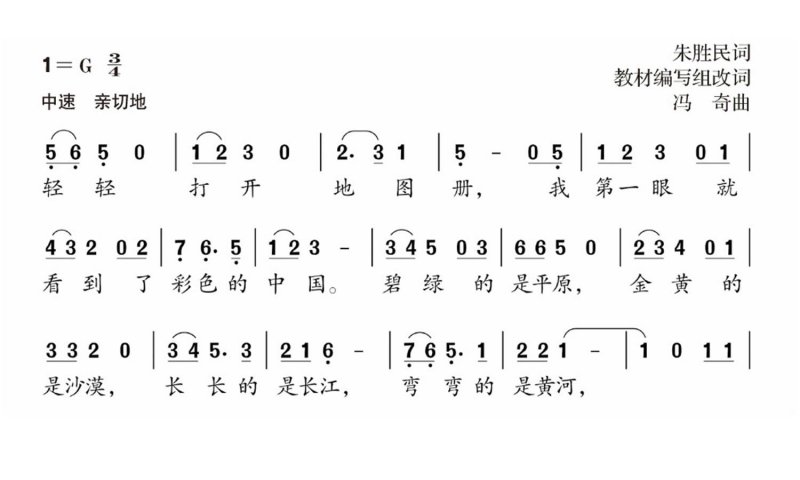 1=G 3/4
朱胜民词
教材编写组改词
中速 亲切地
冯 奇曲
5 6 5 0 | 1 2 3 0 | 2. 3 1 | 5 - 0 5 | 1 2 3 0 1 |
轻 轻 打 开 地 图 册, 我 第一眼 就
4 3 2 0 2 | 7 6. 5 | 1 2 3 - | 3 4 5 0 3 | 6 6 5 0 | 2 3 4 0 1 |
看 到 了 彩色的 中 国。 碧 绿 的 是平原, 金 黄 的
3 3 2 0 | 3 4 5. 3 | 2 1 6 - | 7 6 5. 1 | 2 2 1 - | 1 0 1 1 |
是沙漠, 长 长 的 是长江, 弯 弯 的 是黄河,